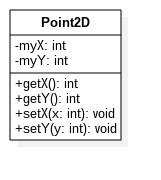 Point2D
-myX: int
-myY: int
+getX(): int
+getY(): int
+setX(x: int): void
+setY(y: int): void